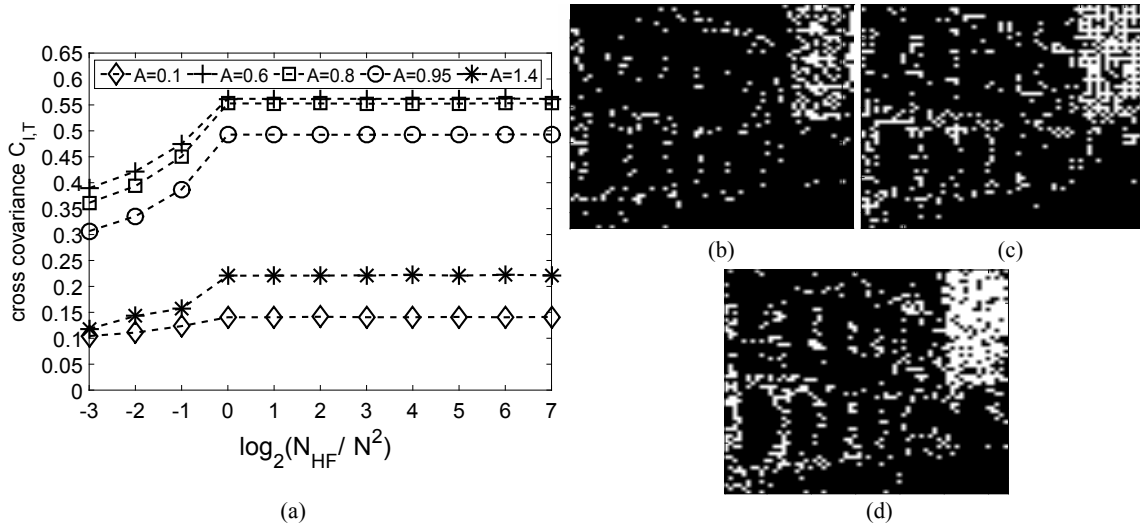 0.65
0.6
0.55
0.5
0.45
0.4
0.35
0.3
0.25
0.2
0.15
0.1
0.05
0
cross covariance C_{I,T}
A=0.1 A=0.6 A=0.8 A=0.95 A=1.4
-3 -2 -1 0 1 2 3 4 5 6 7
log_2(N_{HF}/ N^2)
(a)
(b)
(c)
(d)